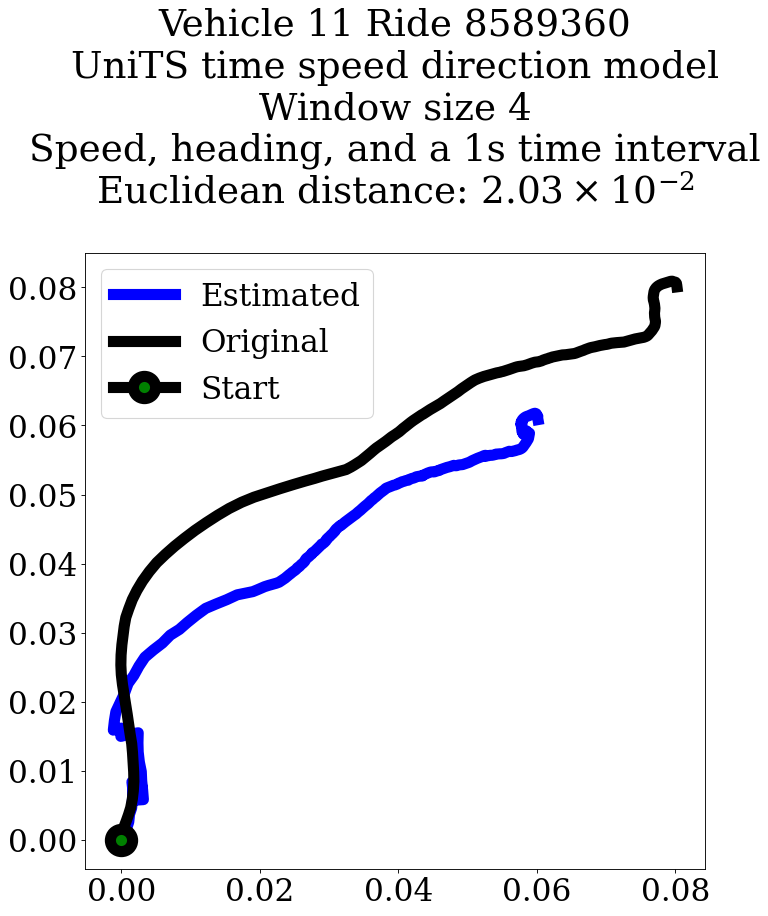 Vehicle 11 Ride 8589360
UniTS time speed direction model
Window size 4
Speed, heading, and a 1s time interval
Euclidean distance: 2.03 × 10⁻²
Estimated
Original
Start
0.08
0.07
0.06
0.05
0.04
0.03
0.02
0.01
0.00
0.00 0.02 0.04 0.06 0.08